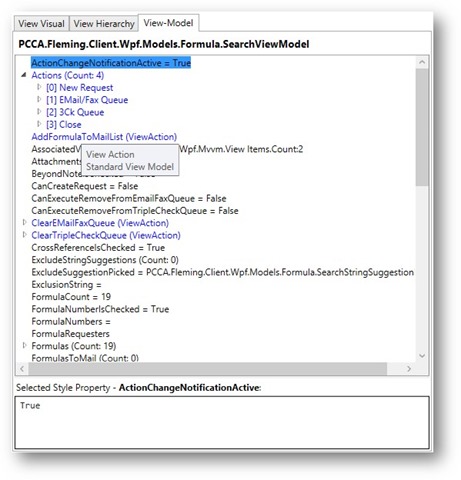 View Visual View Hierarchy View-Model
PCCA.Fleming.Client.Wpf.Models.Formula.SearchViewModel
ActionChangeNotificationActive = True
Actions (Count: 4)
[0] New Request
[1] EMail/Fax Queue
[2] 3Ck Queue
[3] Close
AddFormulaToMailList (ViewAction)
AssociatedV Wpf.Mvvm.View Items.Count:2
View Action
Attachments
Standard View Model
CanCreateRequest = False
CanExecuteRemoveFromEmailFaxQueue = False
CanExecuteRemoveFromTripleCheckQueue = False
ClearEMailFaxQueue (ViewAction)
ClearTripleCheckQueue (ViewAction)
CrossReferenceIsChecked = True
ExcludeStringSuggestions (Count: 0)
ExcludeSuggestionPicked = PCCA.Fleming.Client.Wpf.Models.Formula.SearchStringSuggestion
ExclusionString =
FormulaCount = 19
FormulaNumberIsChecked = True
FormulaNumbers =
FormulaRequesters
Formulas (Count: 19)
FormulasToMail (Count: 0)
Selected Style Property - ActionChangeNotificationActive:
True